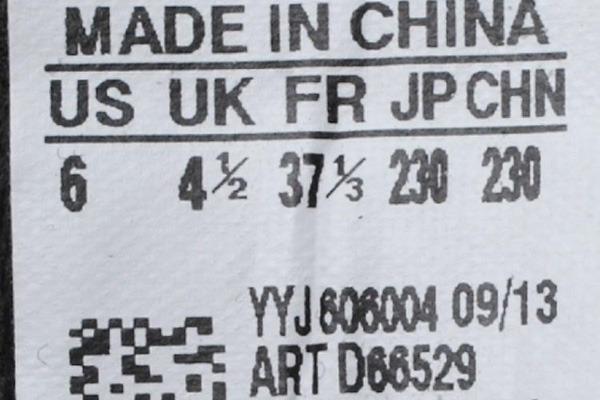 MADE IN CHINA
US UK FR JP CHN
6 4½ 37⅓ 230 230
YYJ 606004 09/13
ART D66529